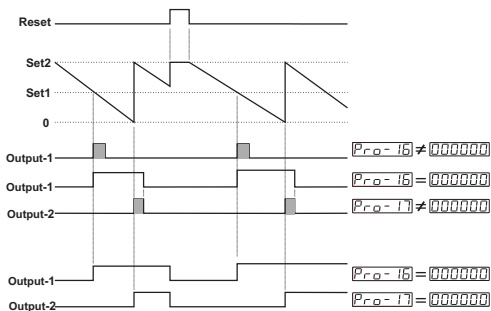 Reset
Set2
Set1
0
Output-1 Pro-16 ≠ 000000
Output-1 Pro-16 = 000000
Output-2 Pro-17 ≠ 000000
Output-1 Pro-16 = 000000
Output-2 Pro-17 = 000000